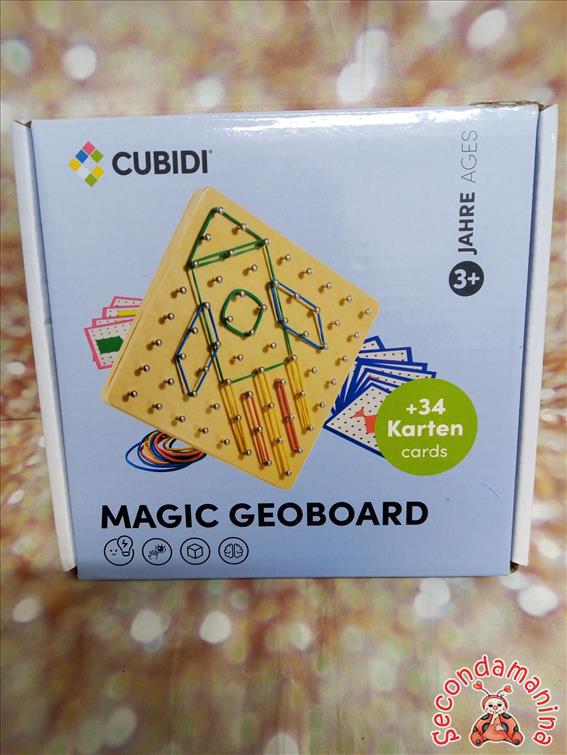 CUBIDI®
3+ JAHRE AGES
+34
Karten
cards
MAGIC GEOBOARD
Secondamanina